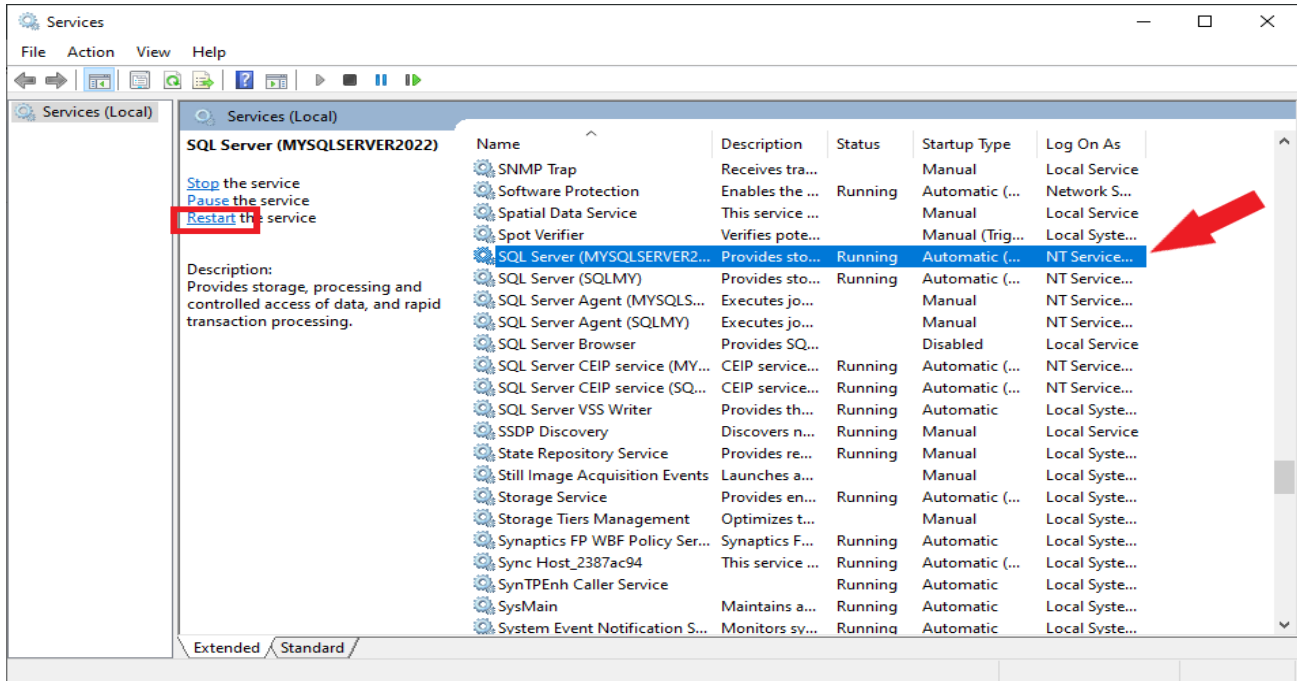 Services
File Action View Help
Services (Local)
Services (Local)
SQL Server (MYSQLSERVER2022)
Stop the service
Pause the service
Restart the service
Description:
Provides storage, processing and
controlled access of data, and rapid
transaction processing.
Name Description Status Startup Type Log On As
SNMP Trap Receives tra... Manual Local Service
Software Protection Enables the ... Running Automatic (... Network S...
Spatial Data Service This service ... Manual Local Service
Spot Verifier Verifies pote... Manual (Trig... Local Syste...
SQL Server (MYSQLSERVER2... Provides sto... Running Automatic (... NT Service...
SQL Server (SQLMY) Provides sto... Running Automatic (... NT Service...
SQL Server Agent (MYSQLS... Executes jo... Manual NT Service...
SQL Server Agent (SQLMY) Executes jo... Manual NT Service...
SQL Server Browser Provides SQ... Disabled Local Service
SQL Server CEIP service (MY... CEIP service... Running Automatic (... NT Service...
SQL Server CEIP service (SQ... CEIP service... Running Automatic (... NT Service...
SQL Server VSS Writer Provides th... Running Automatic Local Syste...
SSDP Discovery Discovers n... Running Manual Local Service
State Repository Service Provides re... Running Manual Local Syste...
Still Image Acquisition Events Launches a... Manual Local Syste...
Storage Service Provides en... Running Automatic (... Local Syste...
Storage Tiers Management Optimizes t... Manual Local Syste...
Synaptics FP WBF Policy Ser... Synaptics F... Running Automatic Local Syste...
Sync Host_2387ac94 This service ... Running Automatic (... Local Syste...
SynTPEnh Caller Service Running Automatic Local Syste...
SysMain Maintains a... Running Automatic Local Syste...
System Event Notification S... Monitors sy... Running Automatic Local Syste...
Extended Standard